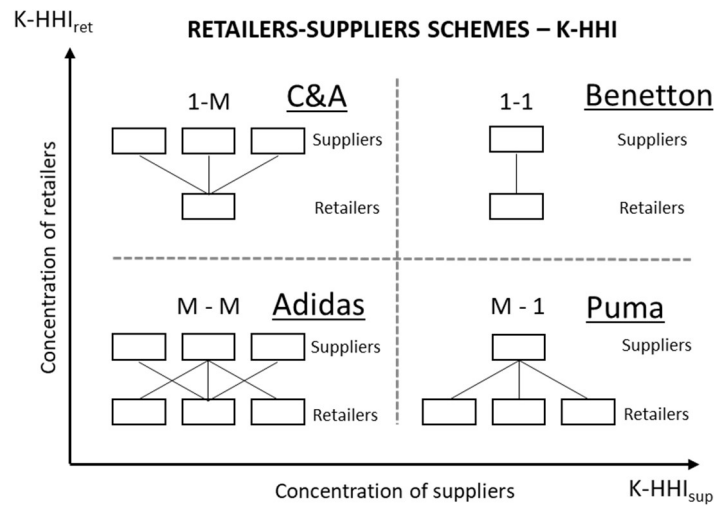 K-HHIret
RETAILERS-SUPPLIERS SCHEMES – K-HHI
1-M
C&A
Suppliers
Retailers
1-1
Benetton
Suppliers
Retailers
Concentration of retailers
M - M
Adidas
Suppliers
Retailers
M - 1
Puma
Suppliers
Retailers
Concentration of suppliers
K-HHIsup